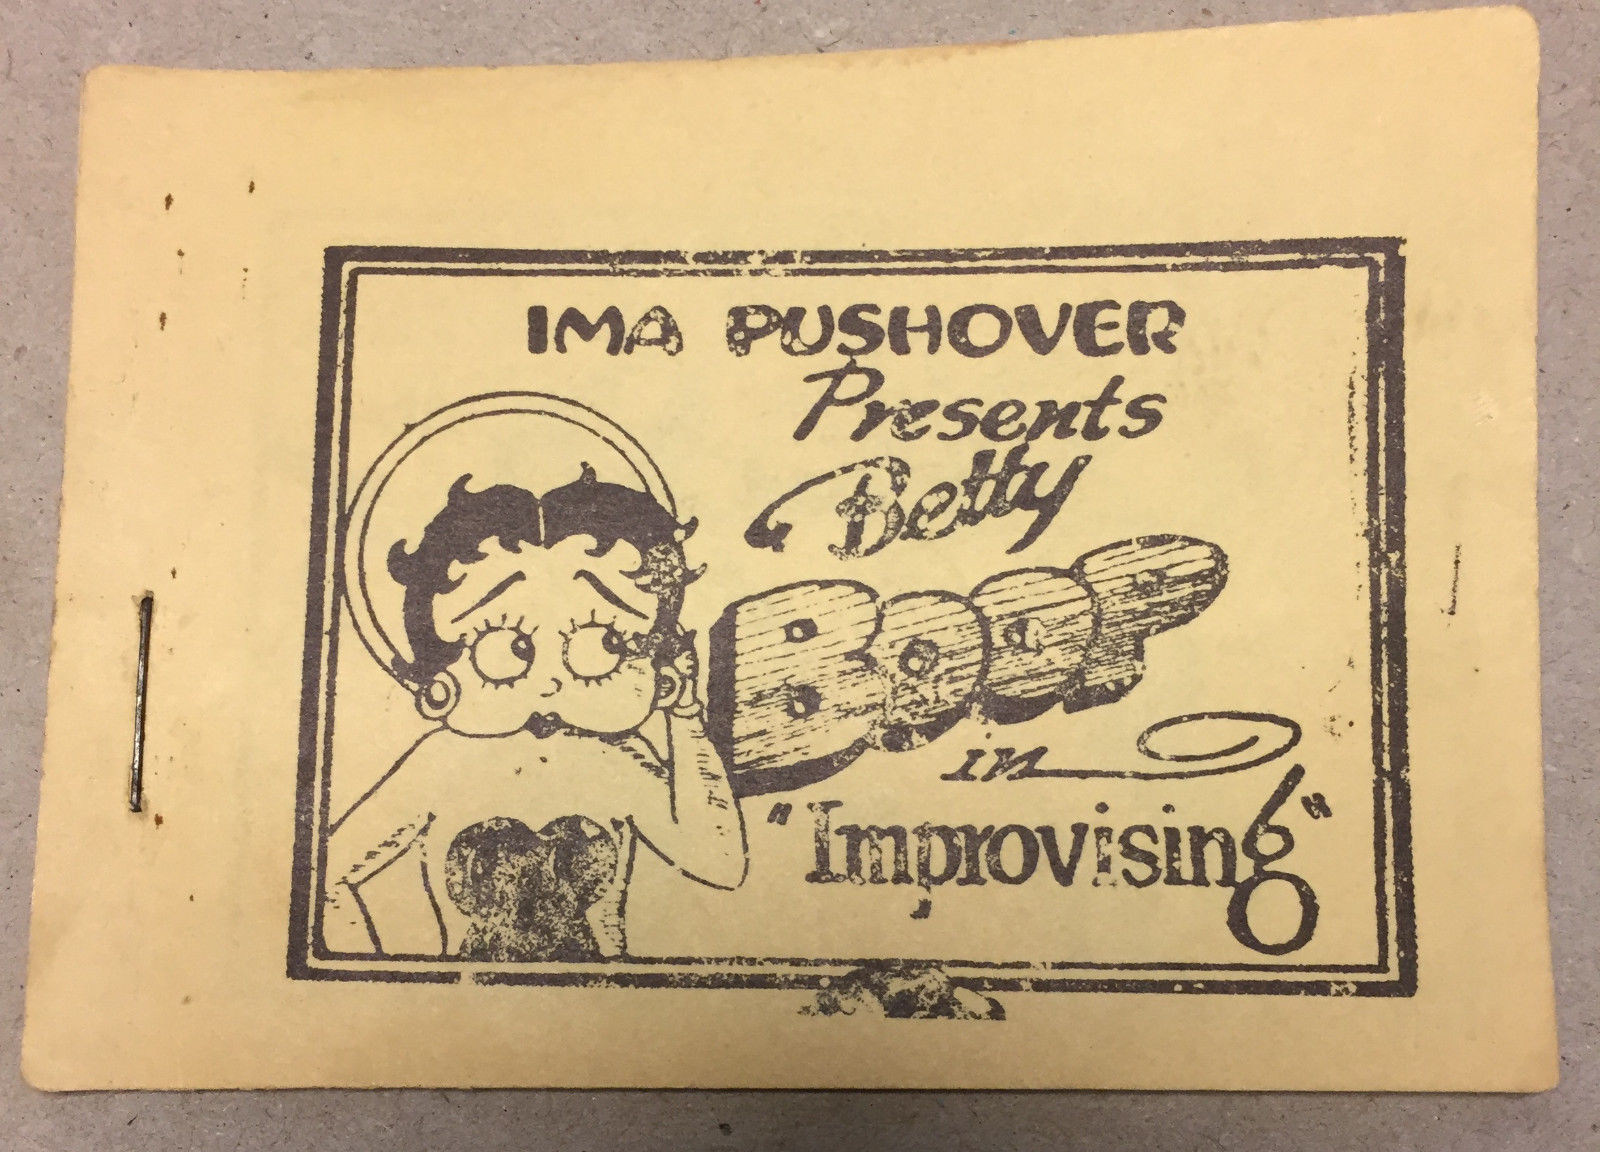 IMA PUSHOVER
Presents
Betty
BOOP
in
"Improvising"